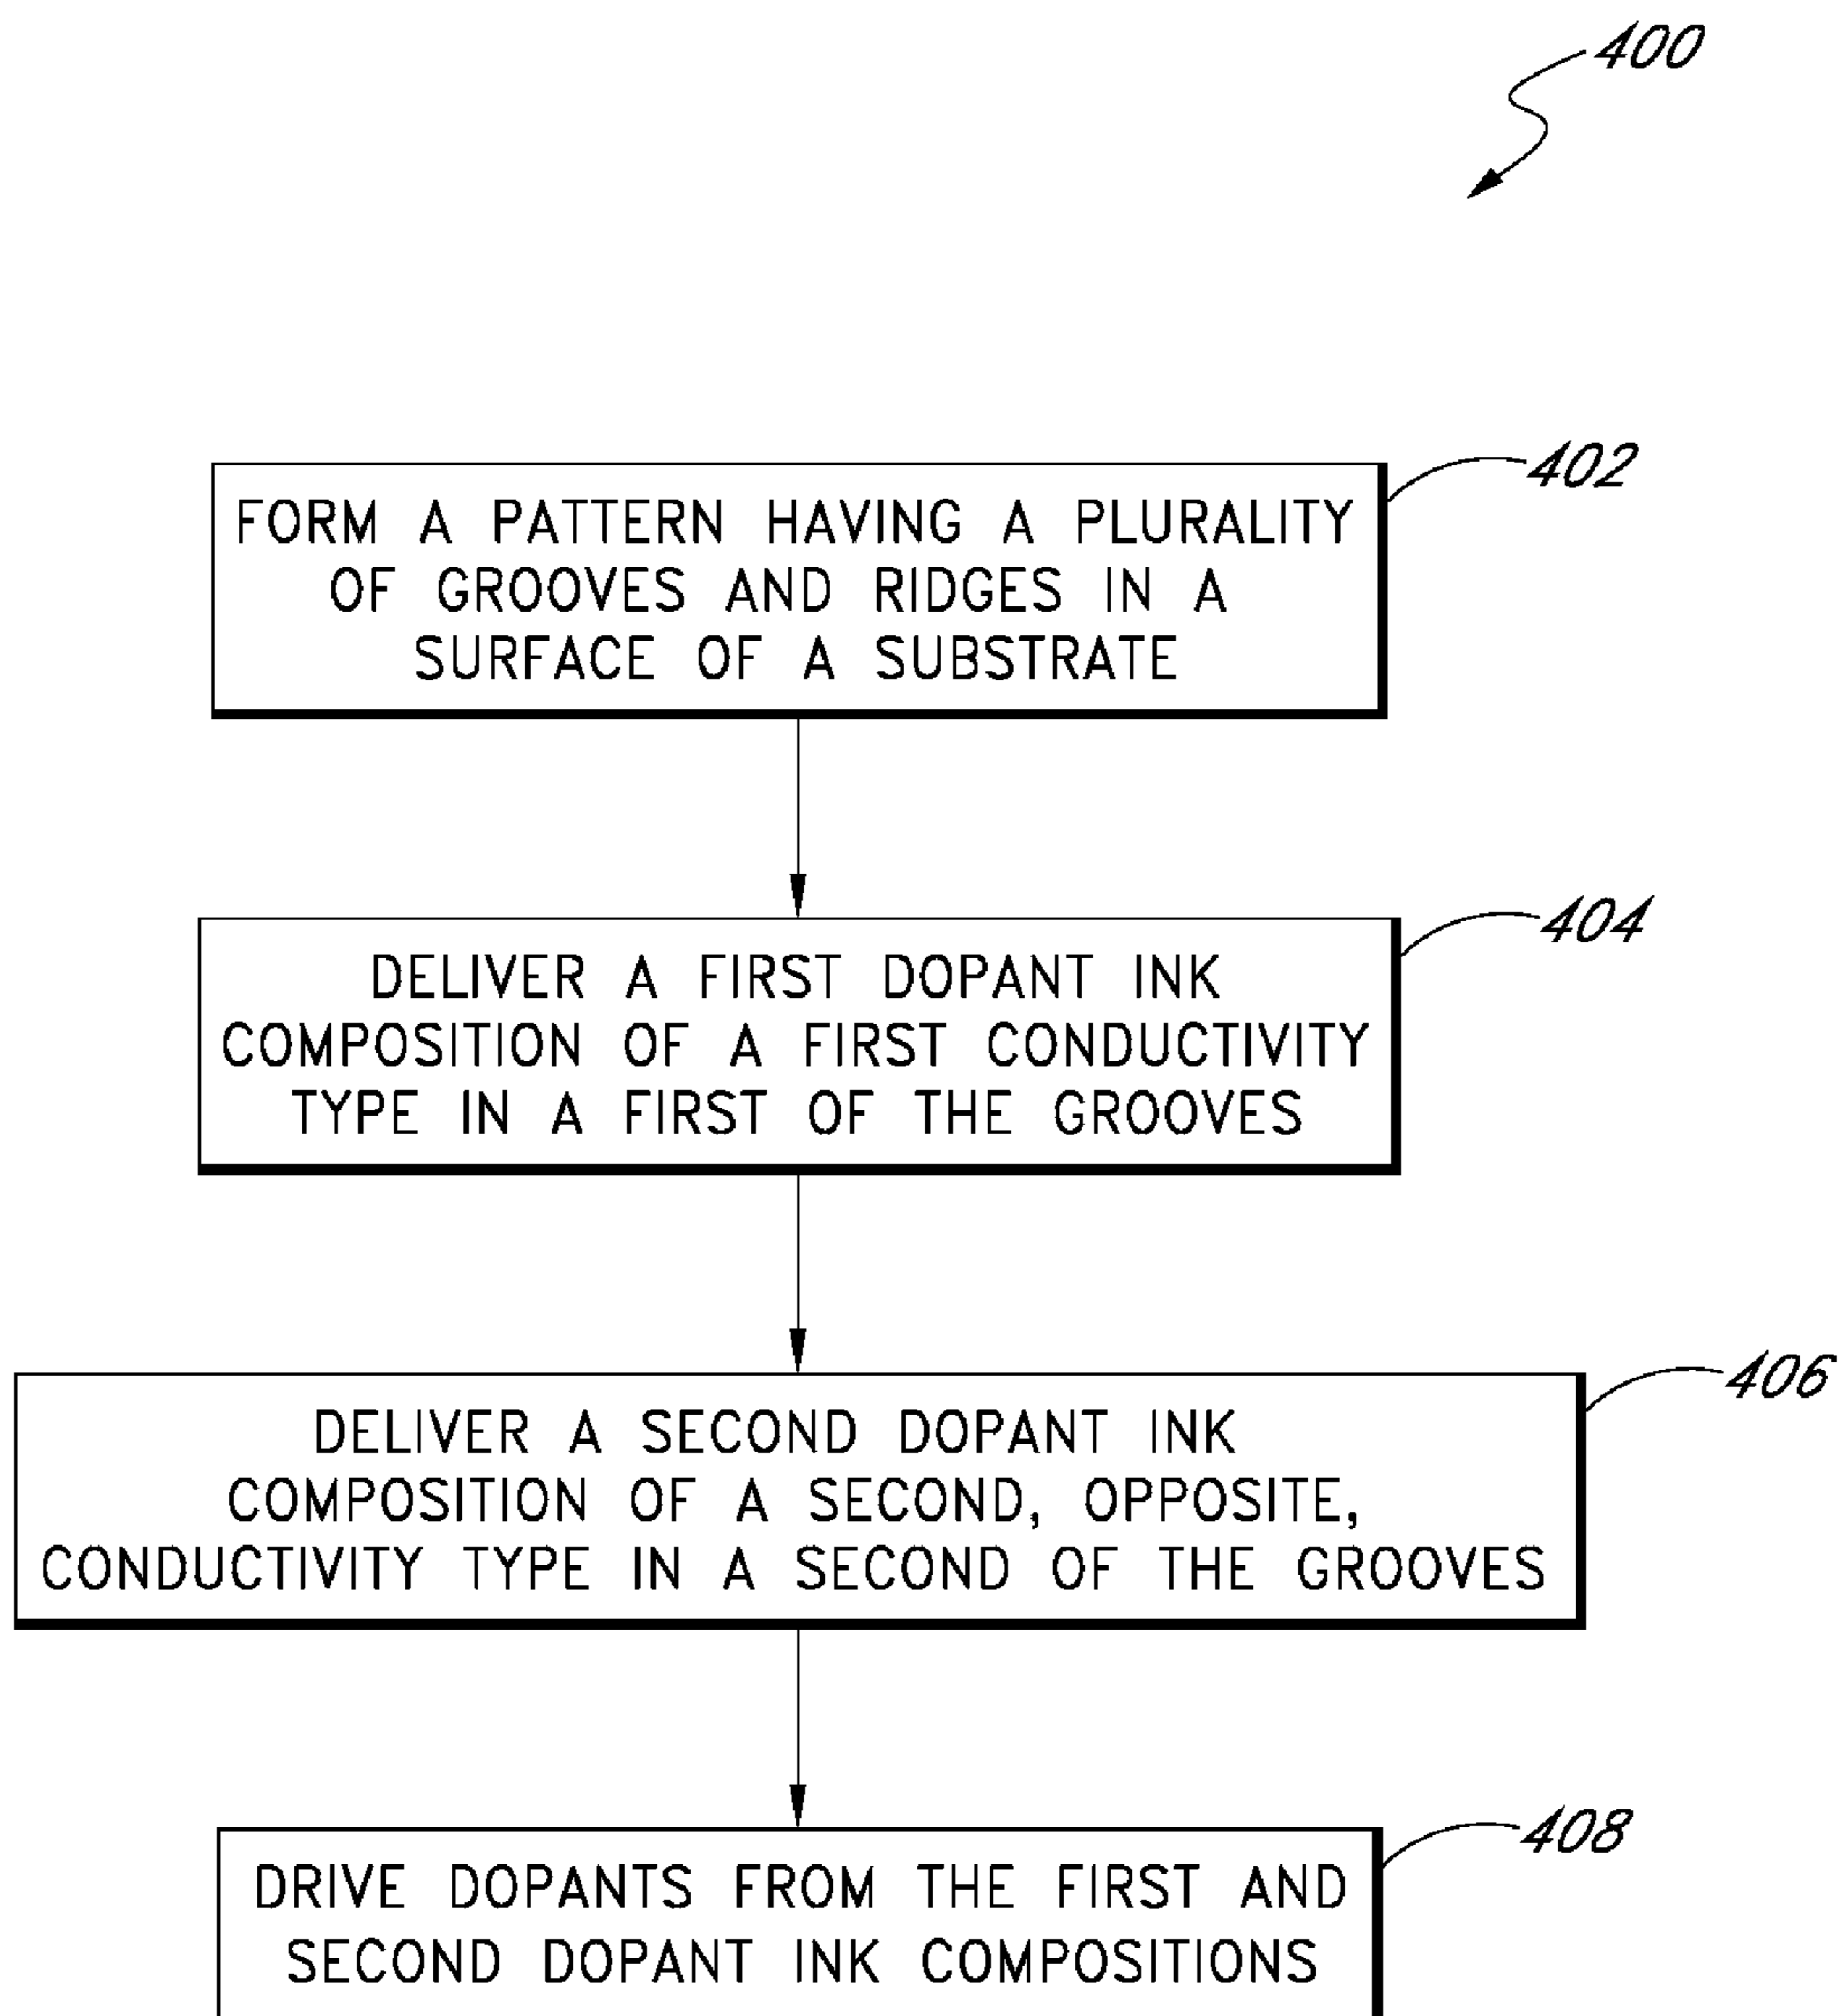 400
402
FORM A PATTERN HAVING A PLURALITY
OF GROOVES AND RIDGES IN A
SURFACE OF A SUBSTRATE
404
DELIVER A FIRST DOPANT INK
COMPOSITION OF A FIRST CONDUCTIVITY
TYPE IN A FIRST OF THE GROOVES
406
DELIVER A SECOND DOPANT INK
COMPOSITION OF A SECOND, OPPOSITE,
CONDUCTIVITY TYPE IN A SECOND OF THE GROOVES
408
DRIVE DOPANTS FROM THE FIRST AND
SECOND DOPANT INK COMPOSITIONS